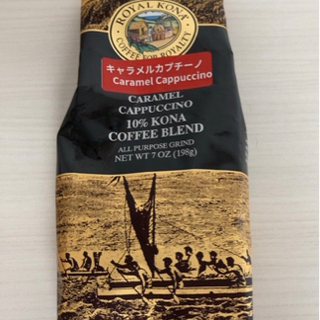 ROYAL KONA
COFFEE FOR ROYALTY
キャラメルカプチーノ
Caramel Cappuccino
CARAMEL
CAPPUCCINO
10% KONA
COFFEE BLEND
ALL PURPOSE GRIND
NET WT 7 OZ (198g)